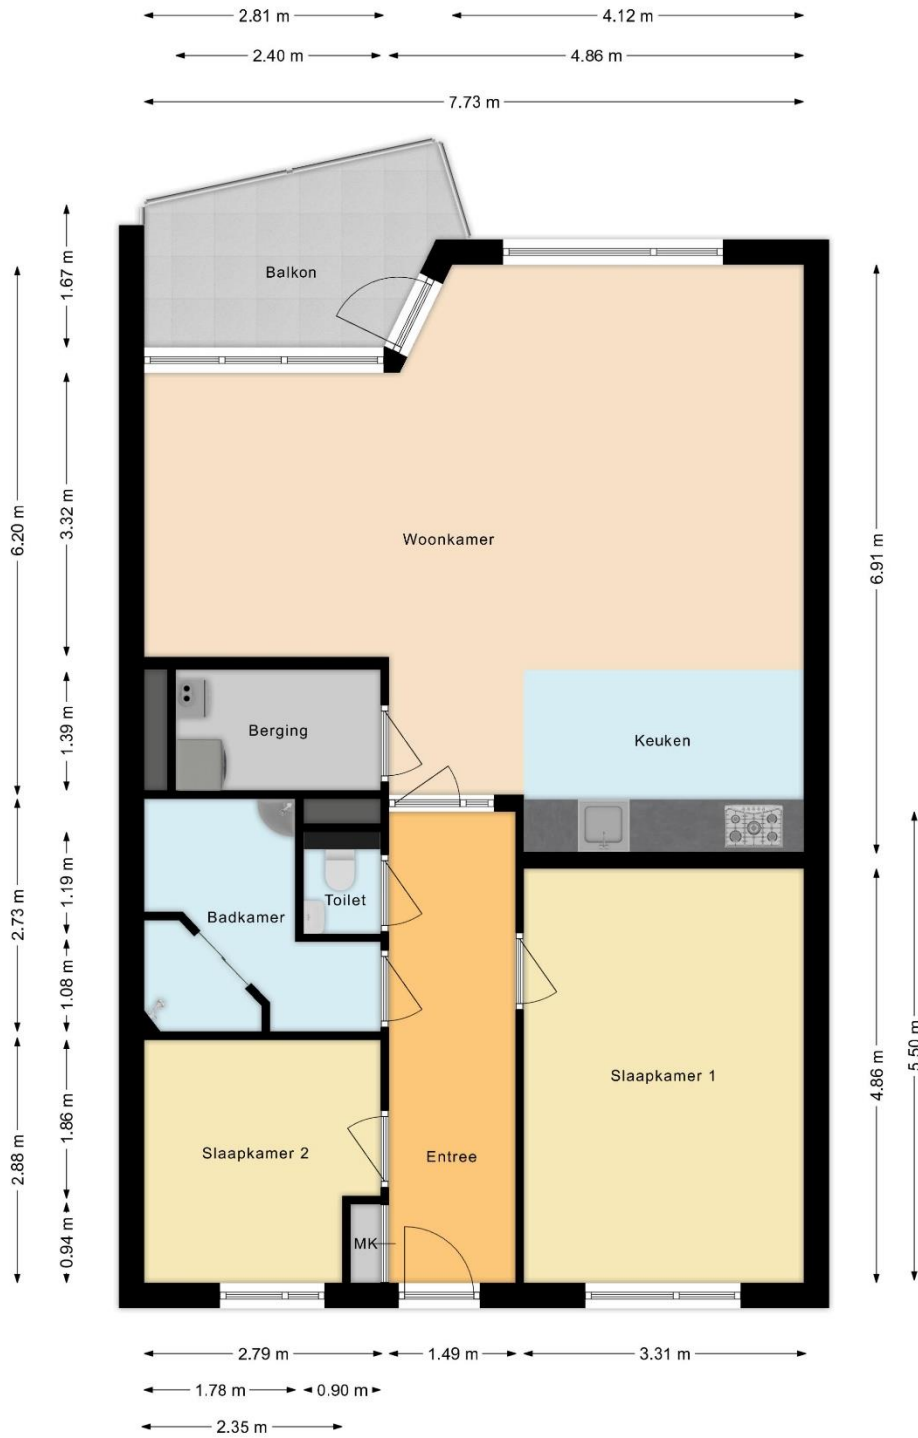 2.81 m
4.12 m
2.40 m
4.86 m
7.73 m
Balkon
1.67 m
6.20 m
3.32 m
6.91 m
Woonkamer
Berging
1.39 m
Keuken
2.73 m
1.19 m
Toilet
Badkamer
1.08 m
5.50 m
4.86 m
Slaapkamer 1
2.88 m
1.86 m
Slaapkamer 2
Entree
0.94 m
MK
2.79 m
1.49 m
3.31 m
1.78 m
0.90 m
2.35 m